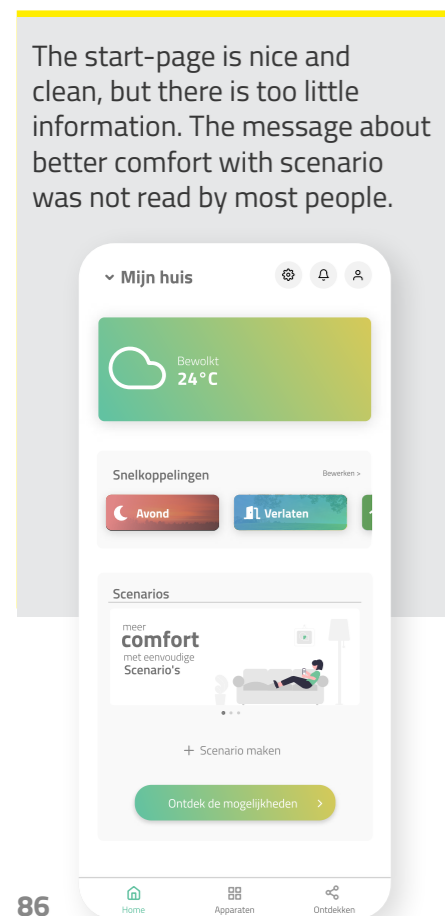 The start-page is nice and
clean, but there is too little
information. The message about
better comfort with scenario
was not read by most people.
Mijn huis
Bewolkt
24°C
Snelkoppelingen
Bewerken >
Avond
Verlaten
Scenarios
meer
comfort
met eenvoudige
Scenario's
+ Scenario maken
Ontdek de mogelijkheden >
Home
Apparaten
Ontdekken
86